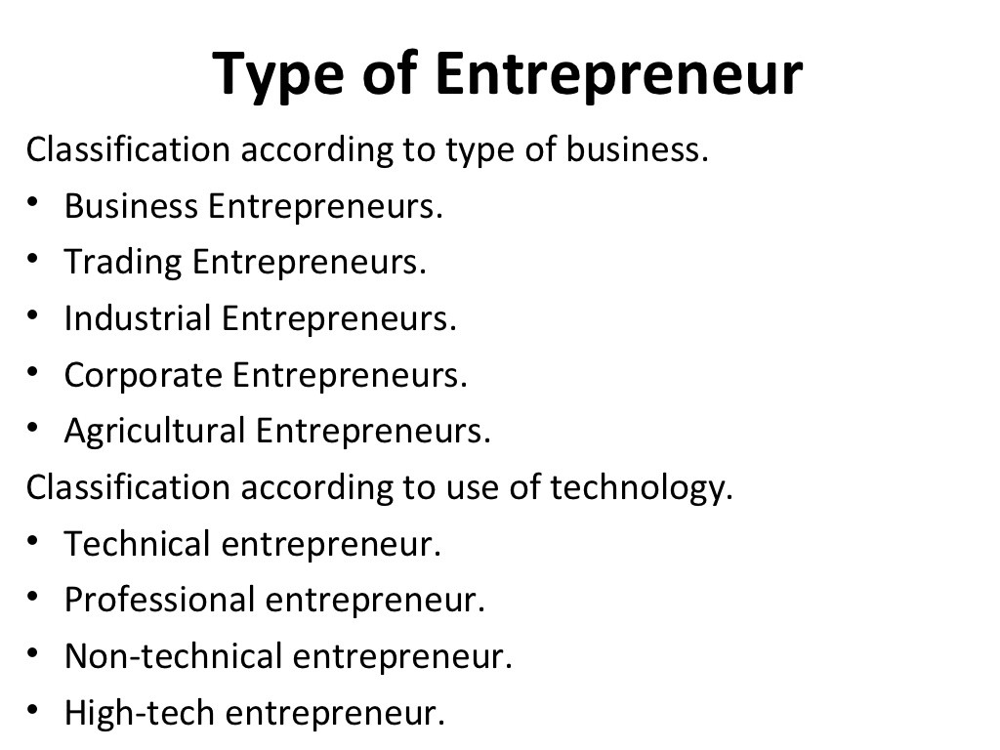 Type of Entrepreneur
Classification according to type of business.
• Business Entrepreneurs.
• Trading Entrepreneurs.
• Industrial Entrepreneurs.
• Corporate Entrepreneurs.
• Agricultural Entrepreneurs.
Classification according to use of technology.
• Technical entrepreneur.
• Professional entrepreneur.
• Non-technical entrepreneur.
• High-tech entrepreneur.